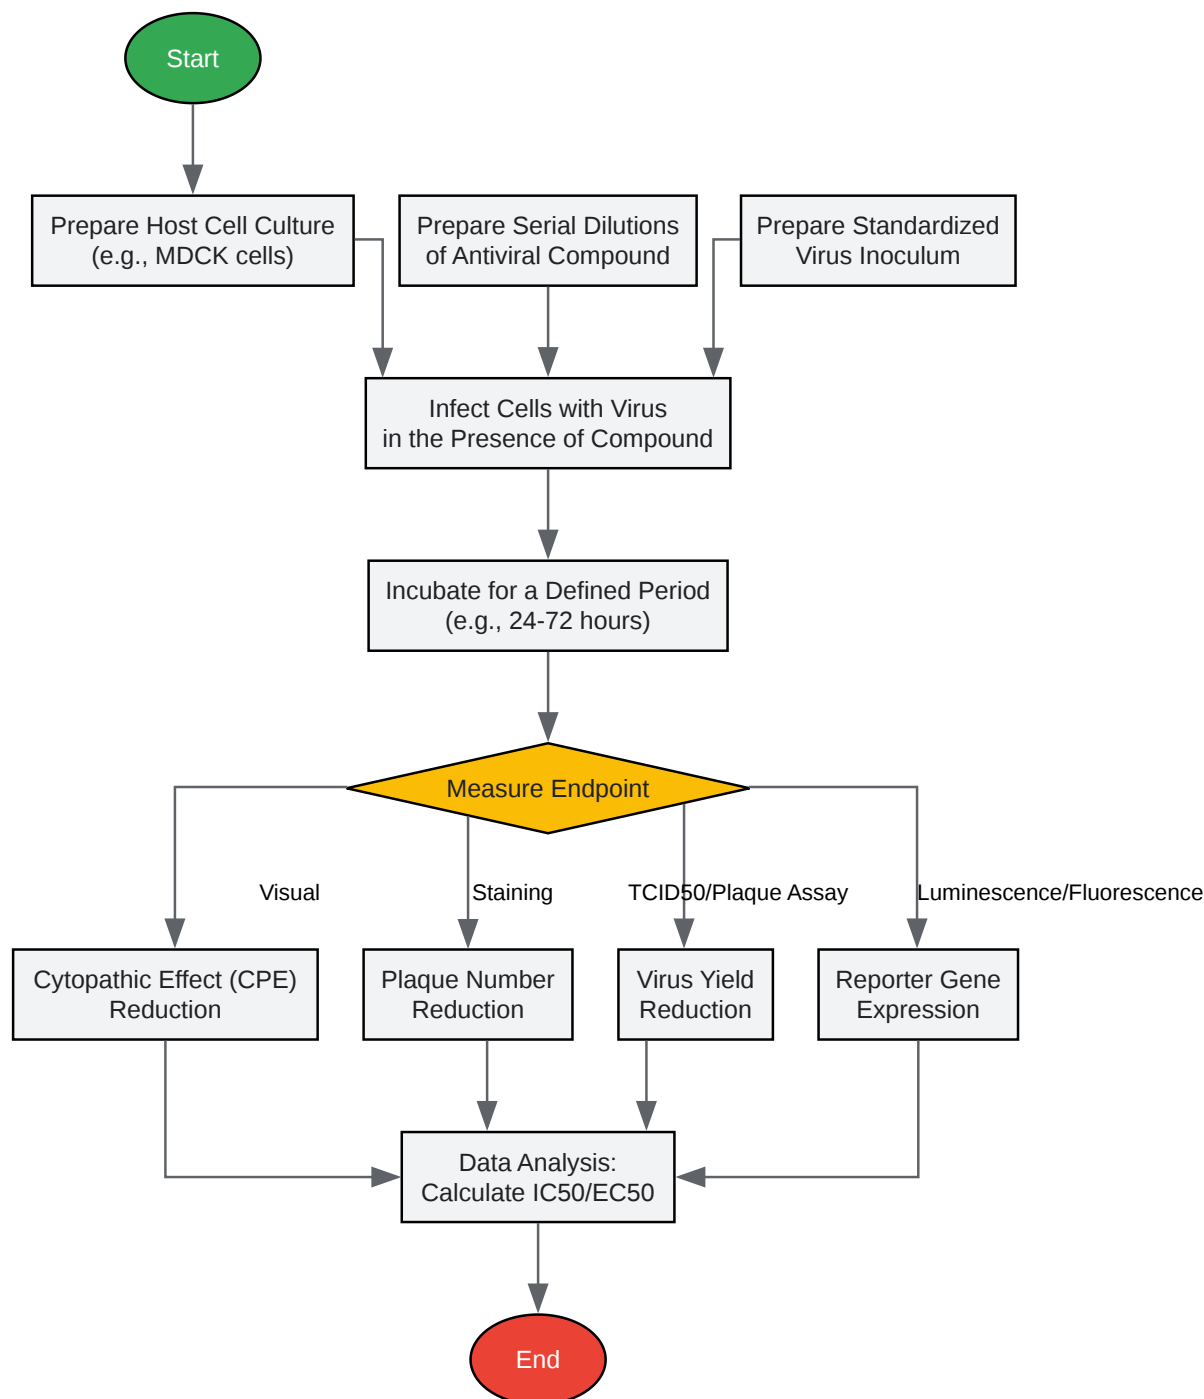 Start
Prepare Host Cell Culture
(e.g., MDCK cells)
Prepare Serial Dilutions
of Antiviral Compound
Prepare Standardized
Virus Inoculum
Infect Cells with Virus
in the Presence of Compound
Incubate for a Defined Period
(e.g., 24-72 hours)
Measure Endpoint
Visual
Staining
TCID50/Plaque Assay
Luminescence/Fluorescence
Cytopathic Effect (CPE)
Reduction
Plaque Number
Reduction
Virus Yield
Reduction
Reporter Gene
Expression
Data Analysis:
Calculate IC50/EC50
End